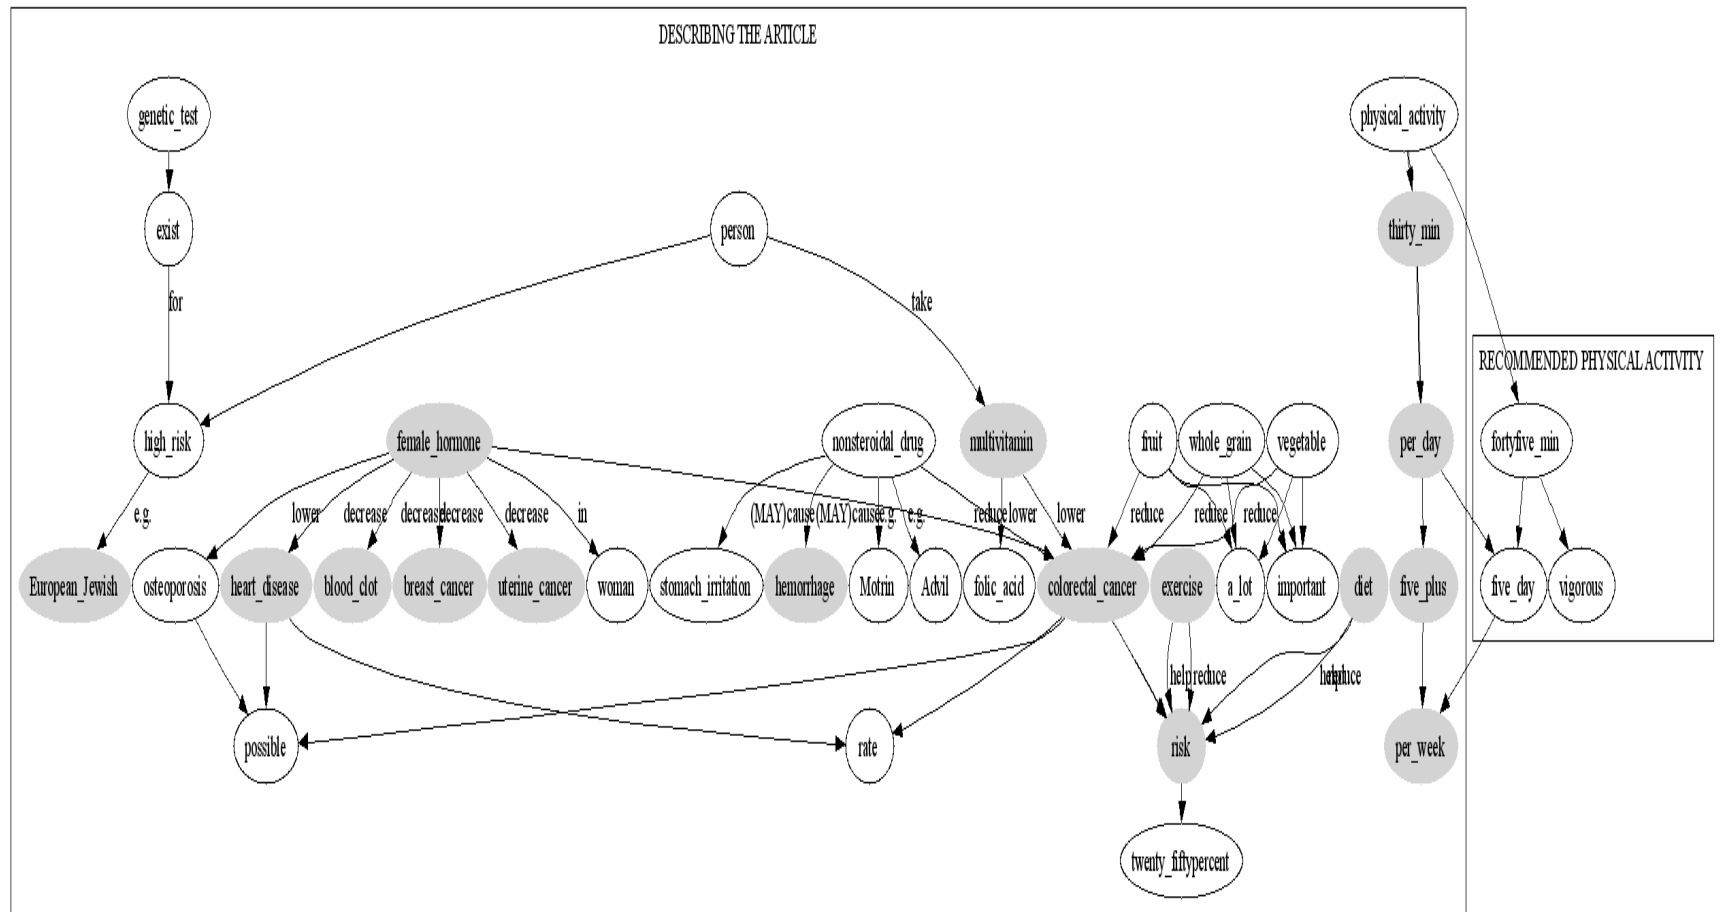 DESCRIBING THE ARTICLE
genetic_test
physical_activity
exist
person
thirty_min
for
take
RECOMMENDED PHYSICAL ACTIVITY
high_risk
female_hormone
nonsteroidal_drug
multivitamin
fruit
whole_grain
vegetable
per_day
fortyfive_min
e.g.
lower
decrease
decrease
decrease
decrease
in
(MAY)cause
(MAY)cause
e.g.
e.g.
reduce
lower
lower
reduce
reduce
reduce
European_Jewish
osteoporosis
heart_disease
blood_clot
breast_cancer
uterine_cancer
woman
stomach_irritation
hemorrhage
Motrin
Advil
folic_acid
colorectal_cancer
exercise
a_lot
important
diet
five_plus
five_day
vigorous
help
reduce
help
reduce
possible
rate
risk
per_week
twenty_fiftypercent